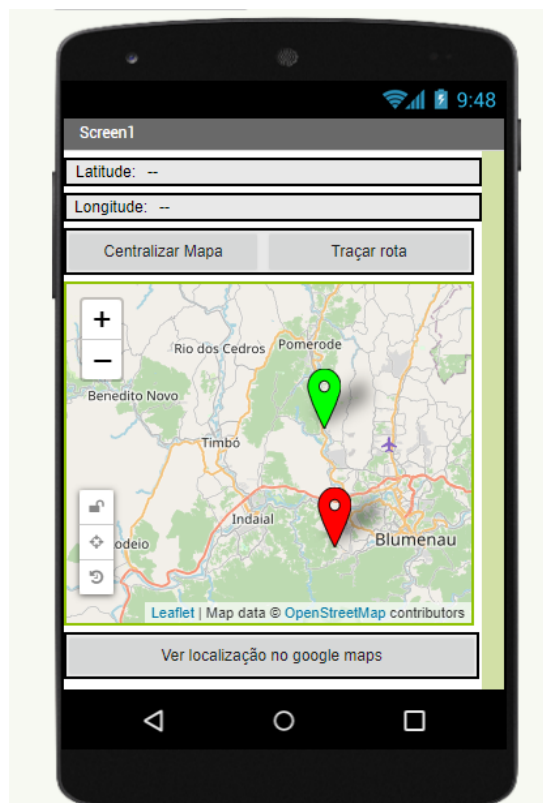 9:48
Screen1
Latitude: --
Longitude: --
Centralizar Mapa Traçar rota
+
−
Rio dos Cedros Pomerode
Benedito Novo
Timbó
Indaial
odeio Blumenau
Leaflet | Map data © OpenStreetMap contributors
Ver localização no google maps